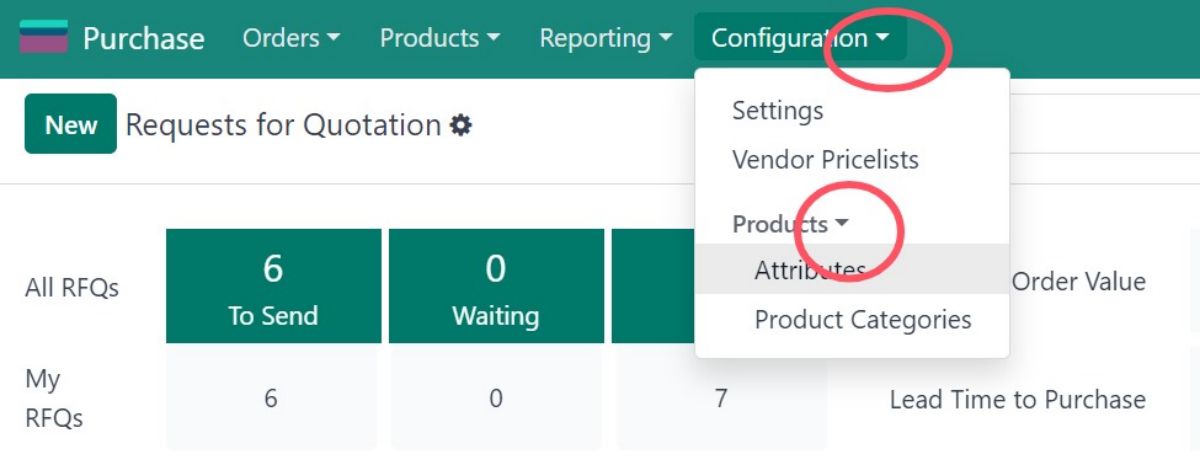 Purchase Orders Products Reporting Configuration
New Requests for Quotation
Settings
Vendor Pricelists
Products
Attributes
Product Categories
All RFQs
6
To Send
0
Waiting
Order Value
My
RFQs
6 0 7 Lead Time to Purchase